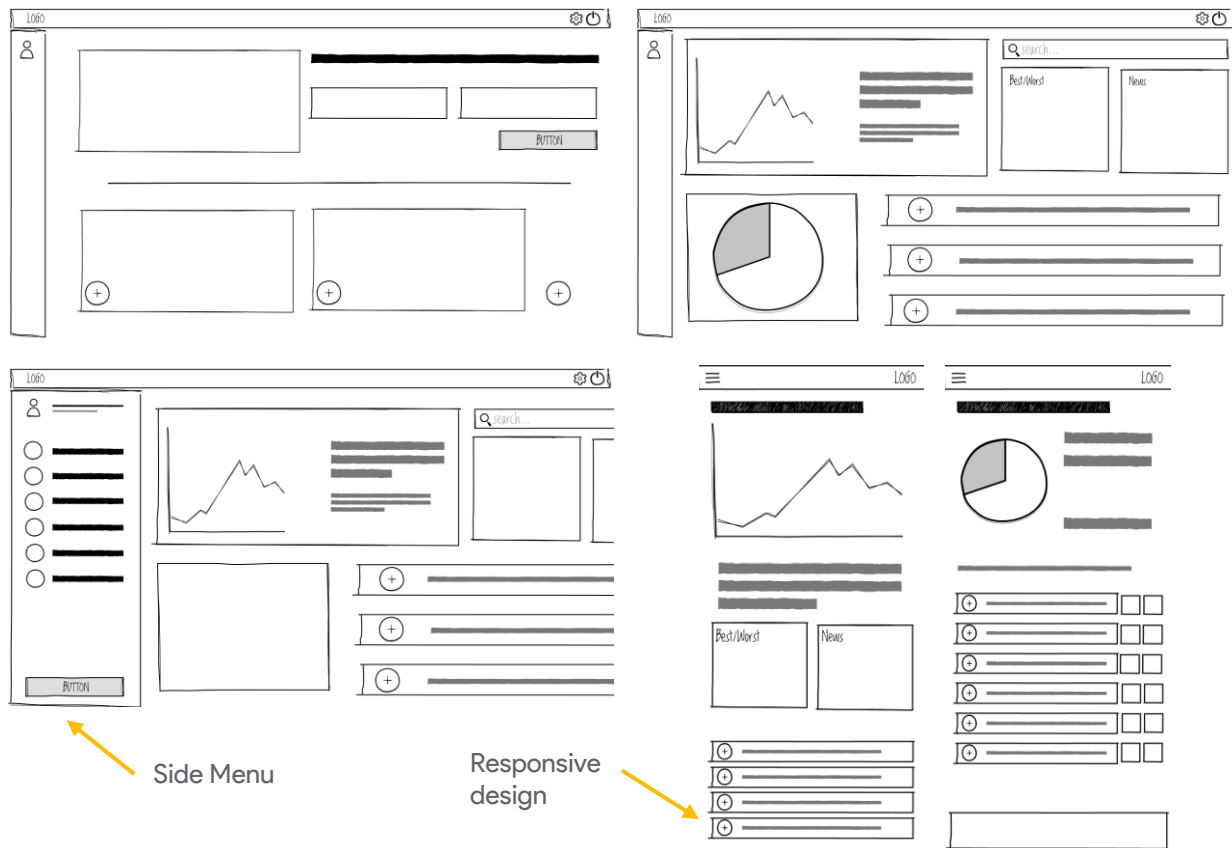 LOGO
BUTTON
LOGO
search...
Best/Worst
News
LOGO
search...
BUTTON
Side Menu
LOGO
Best/Worst
News
LOGO
Responsive
design